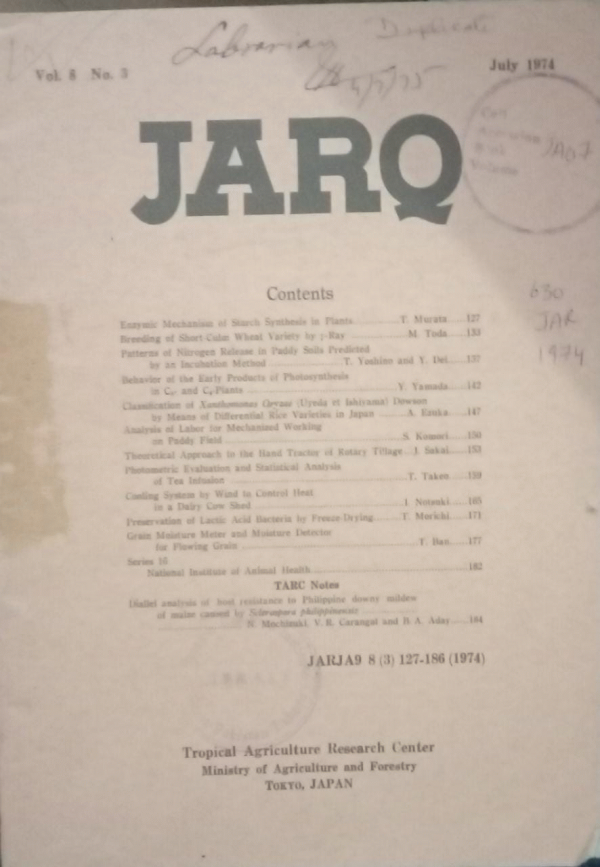 Librarian Duplicate
Vol. 8 No. 3
July 1974
JARQ
630
JAR
1974
Contents
Enzymic Mechanism of Starch Synthesis in Plants T. Murata 127
Breeding of Short-Culm Wheat Variety by γ-Ray M. Toda 133
Patterns of Nitrogen Release in Paddy Soils Predicted
by an Incubation Method T. Yoshino and Y. Dei 137
Behavior of the Early Products of Photosynthesis
in C₃- and C₄-Plants Y. Yamada 142
Classification of Xanthomonas Oryzae (Uyeda et Ishiyama) Dowson
by Means of Differential Rice Varieties in Japan A. Ezuka 147
Analysis of Labor for Mechanized Working
on Paddy Field S. Komori 150
Theoretical Approach to the Hand Tractor of Rotary Tillage J. Sakai 153
Photometric Evaluation and Statistical Analysis
of Tea Infusion T. Takeo 159
Cooling System by Wind to Control Heat
in a Dairy Cow Shed I. Notsuki 165
Preservation of Lactic Acid Bacteria by Freeze-Drying T. Morichi 171
Grain Moisture Meter and Moisture Detector
for Flowing Grain T. Ban 177
Series 16
National Institute of Animal Health 182
TARC Notes
Diallel analysis of host resistance to Philippine downy mildew
of maize caused by Sclerospora philippinensis
N. Mochizuki, V. R. Carangal and B. A. Aday 184
JARJA9 8 (3) 127-186 (1974)
Tropical Agriculture Research Center
Ministry of Agriculture and Forestry
TOKYO, JAPAN